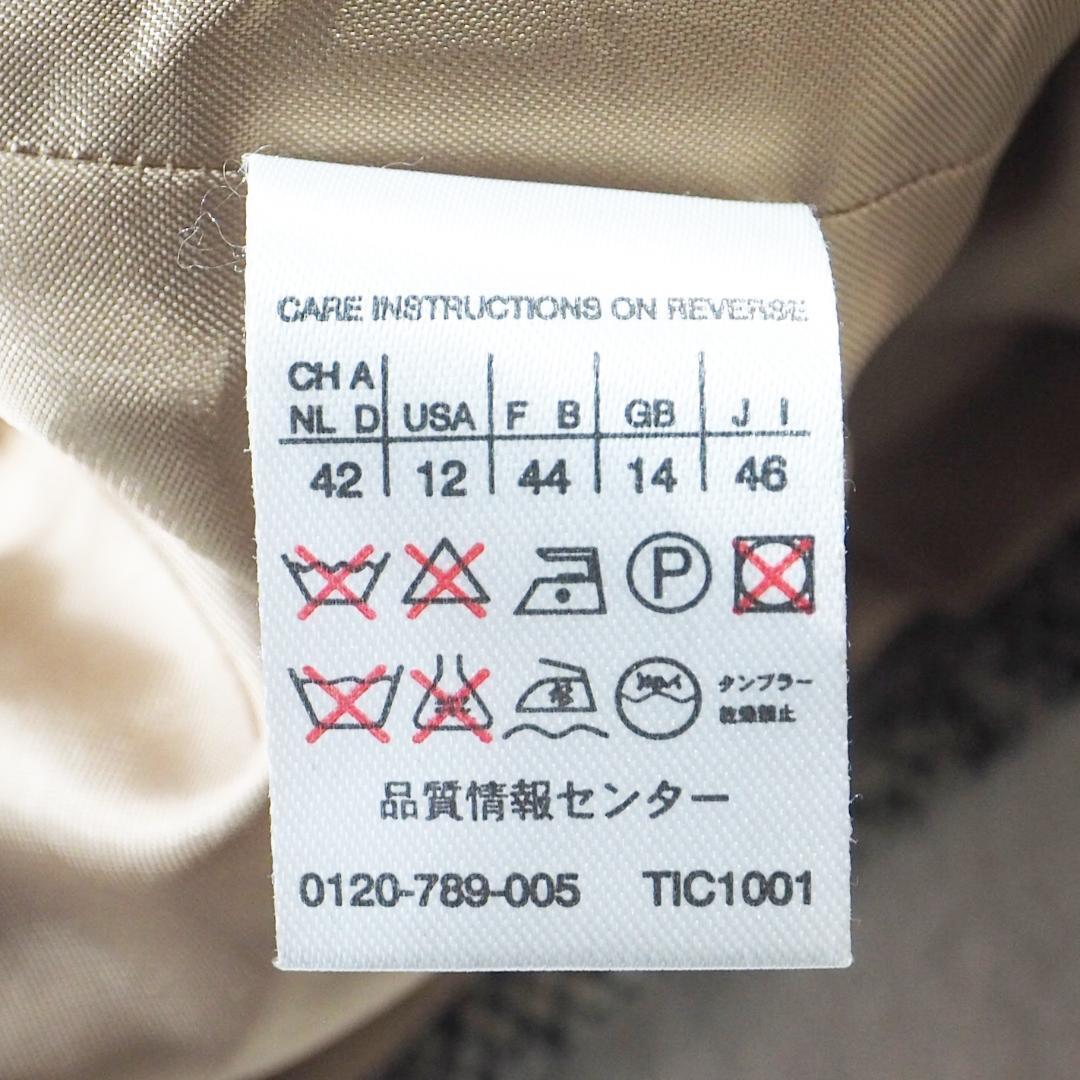 CARE INSTRUCTIONS ON REVERSE
CH A
NL D USA F B GB J I
42 12 44 14 46
P
タンブラー
乾燥禁止
品質情報センター
0120-789-005 TIC1001